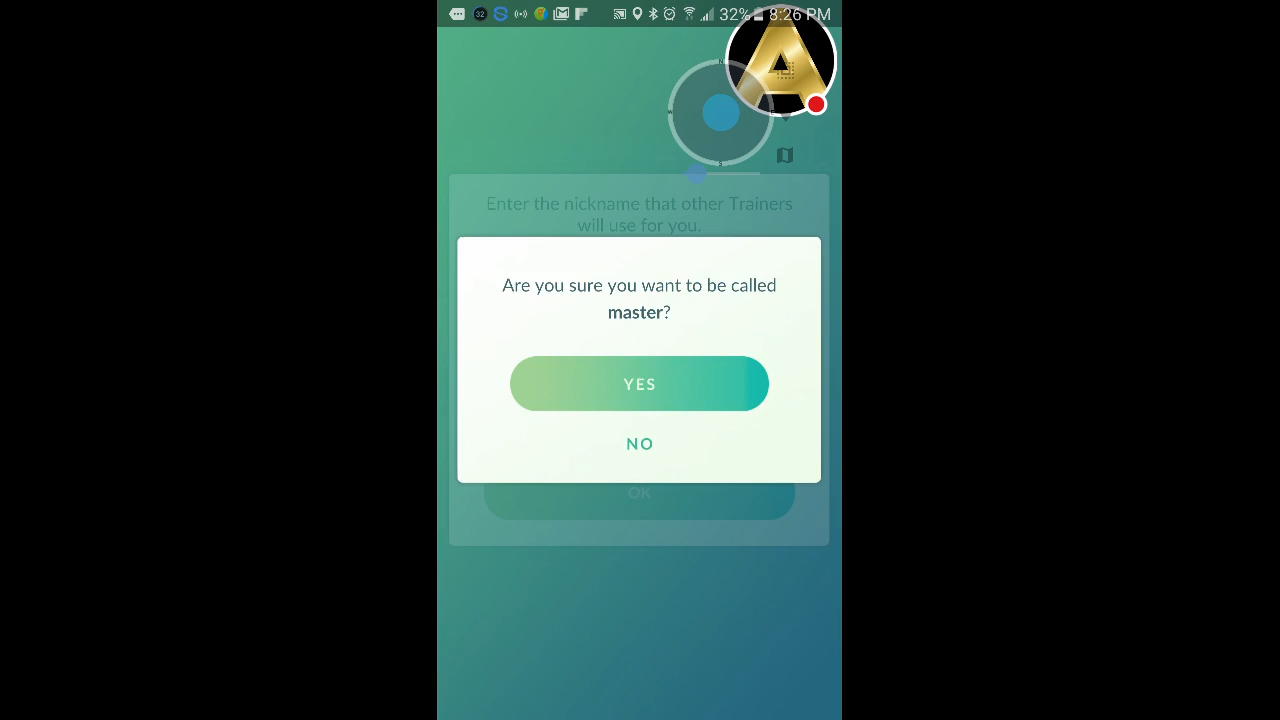 32 32% 8:26 PM
A
N
W E
S
Enter the nickname that other Trainers
will use for you.
Are you sure you want to be called
master?
YES
NO
OK